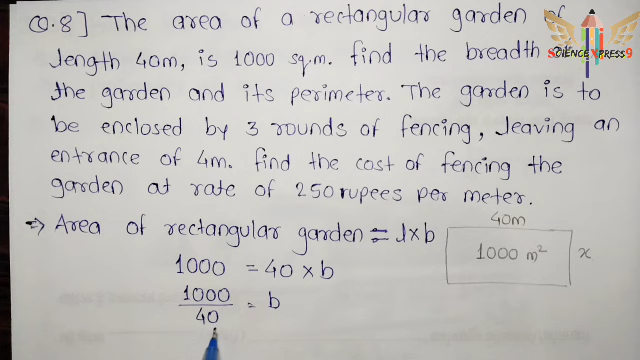 Q.8] The area of a rectangular garden of
length 40m, is 1000 sq.m. find the breadth of
SCIENCEXPRESS9
the garden and its perimeter. The garden is to
be enclosed by 3 rounds of fencing, leaving an
entrance of 4m. find the cost of fencing the
garden at rate of 250 rupees per meter.
⇒ Area of rectangular garden = l×b
40m
1000 m² x
1000 = 40 × b
1000/40 = b